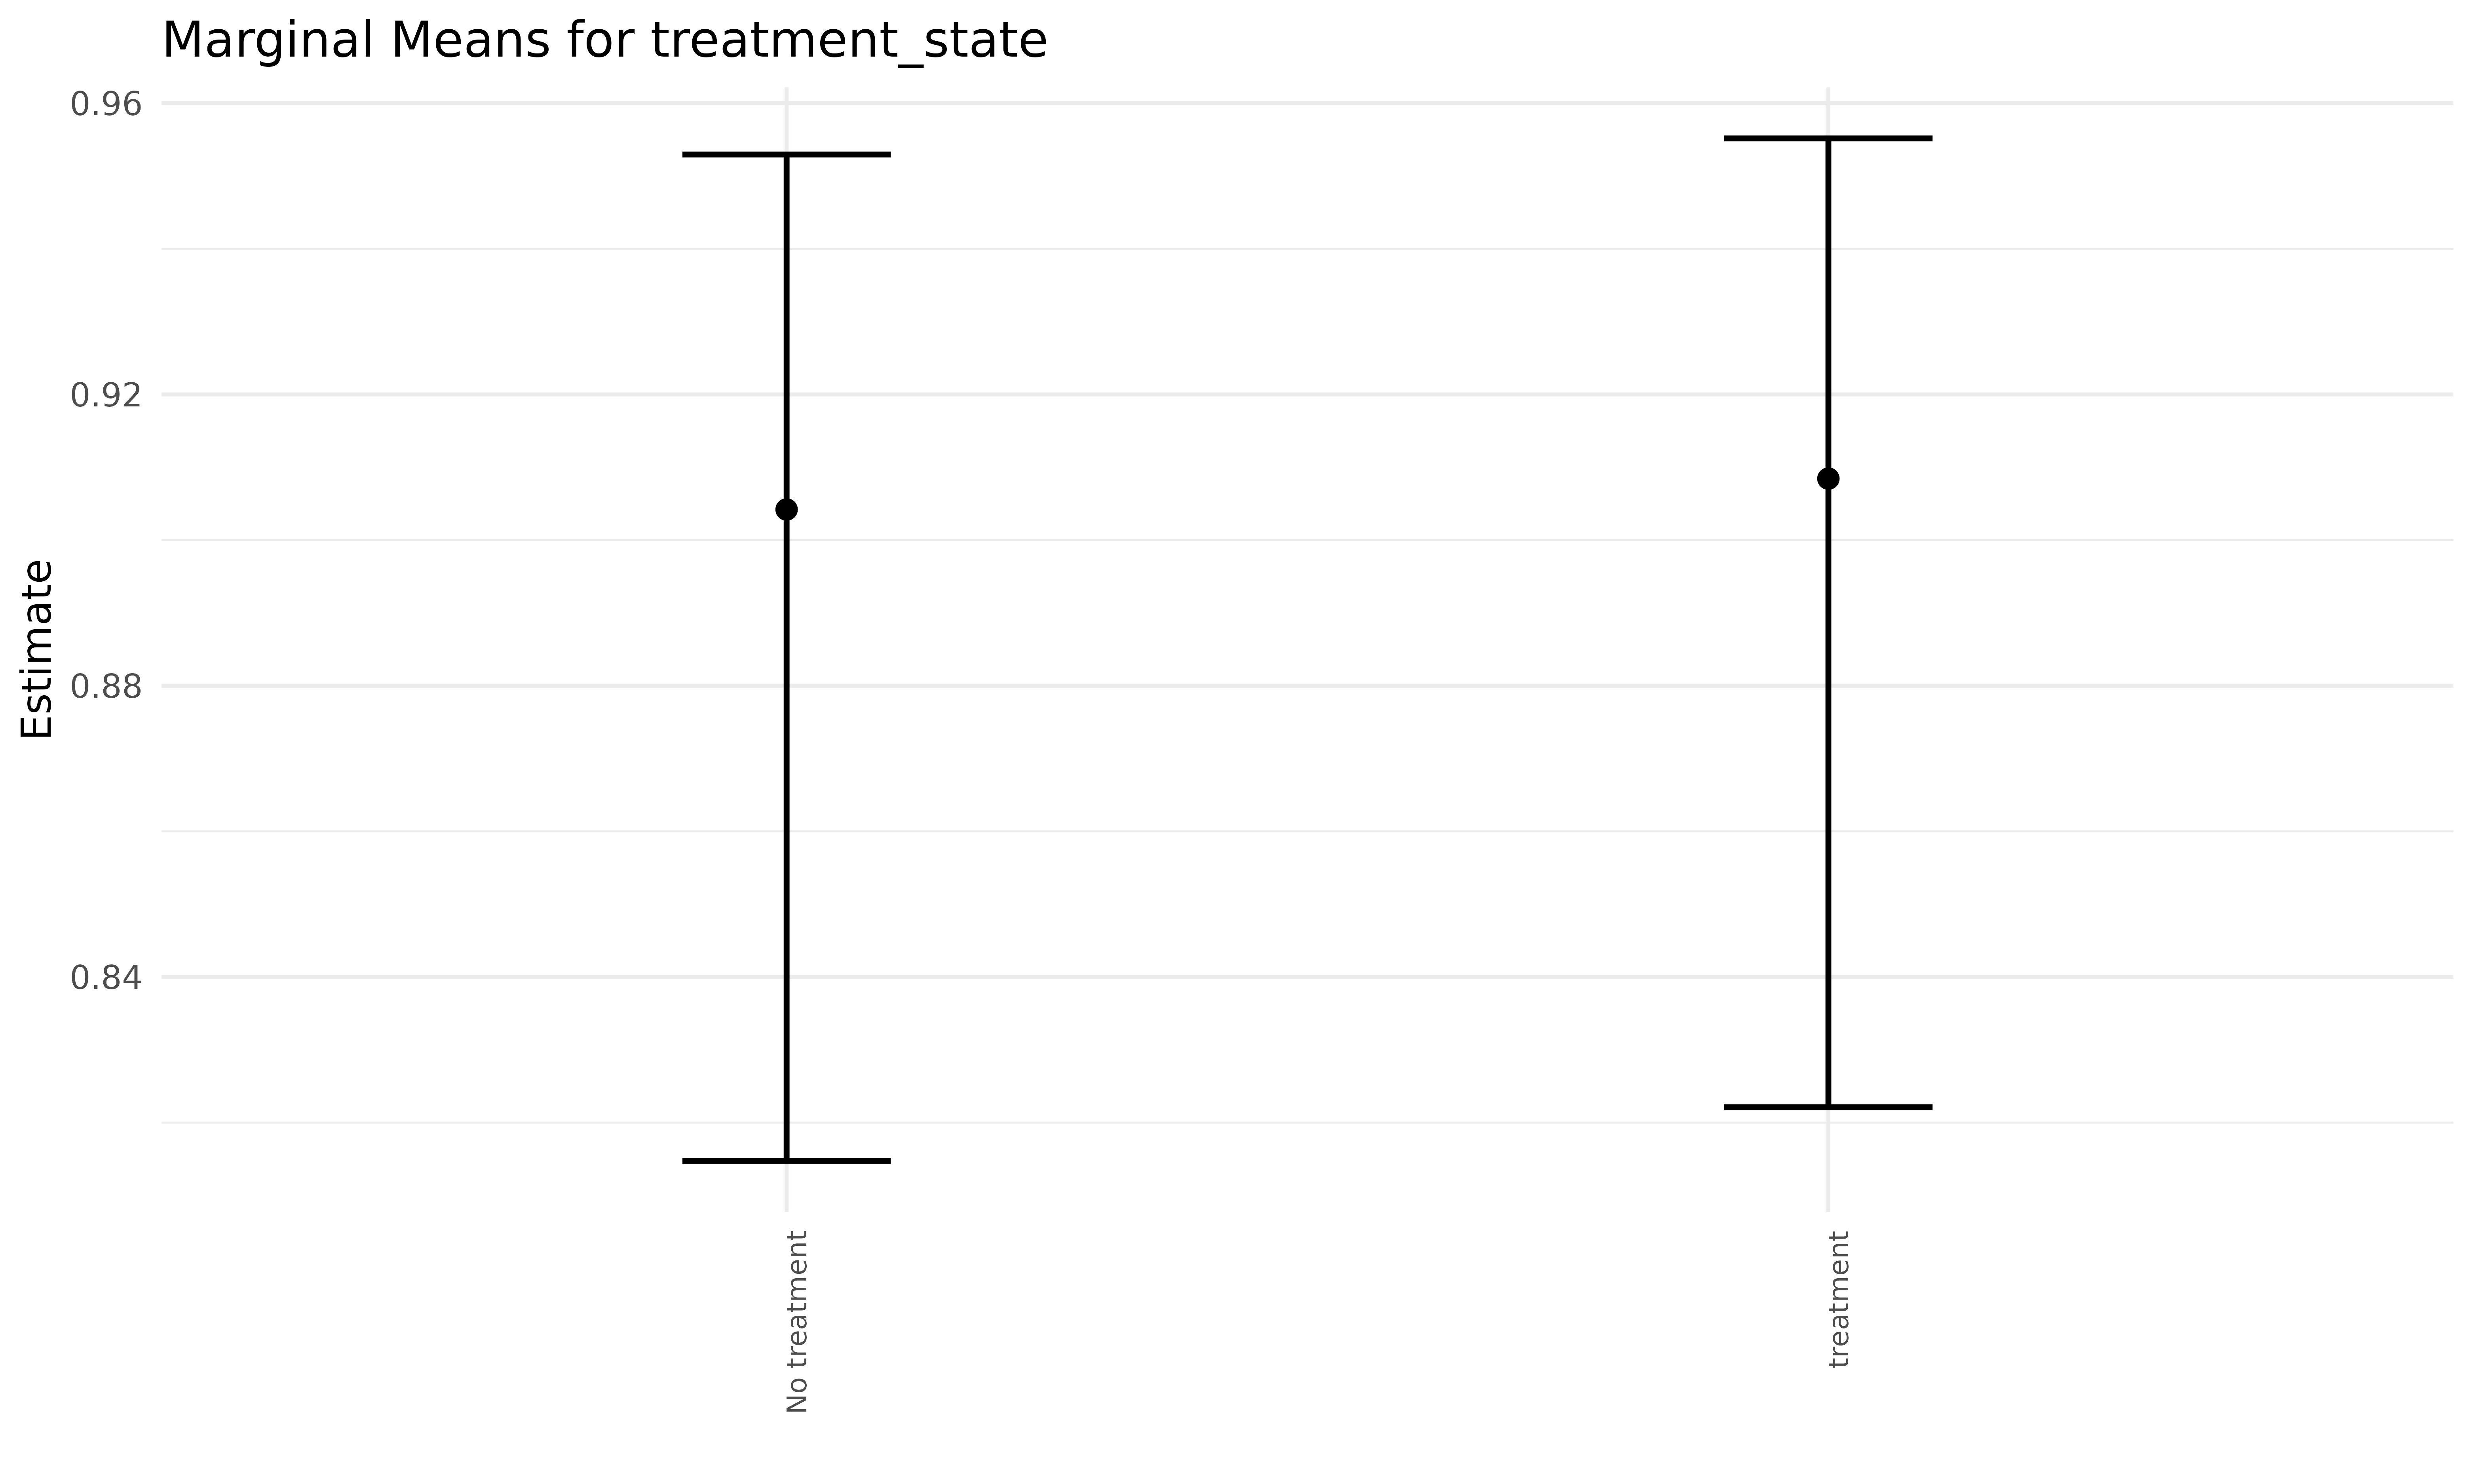 Marginal Means for treatment_state
0.96
0.92
0.88
0.84
Estimate
No treatment
treatment